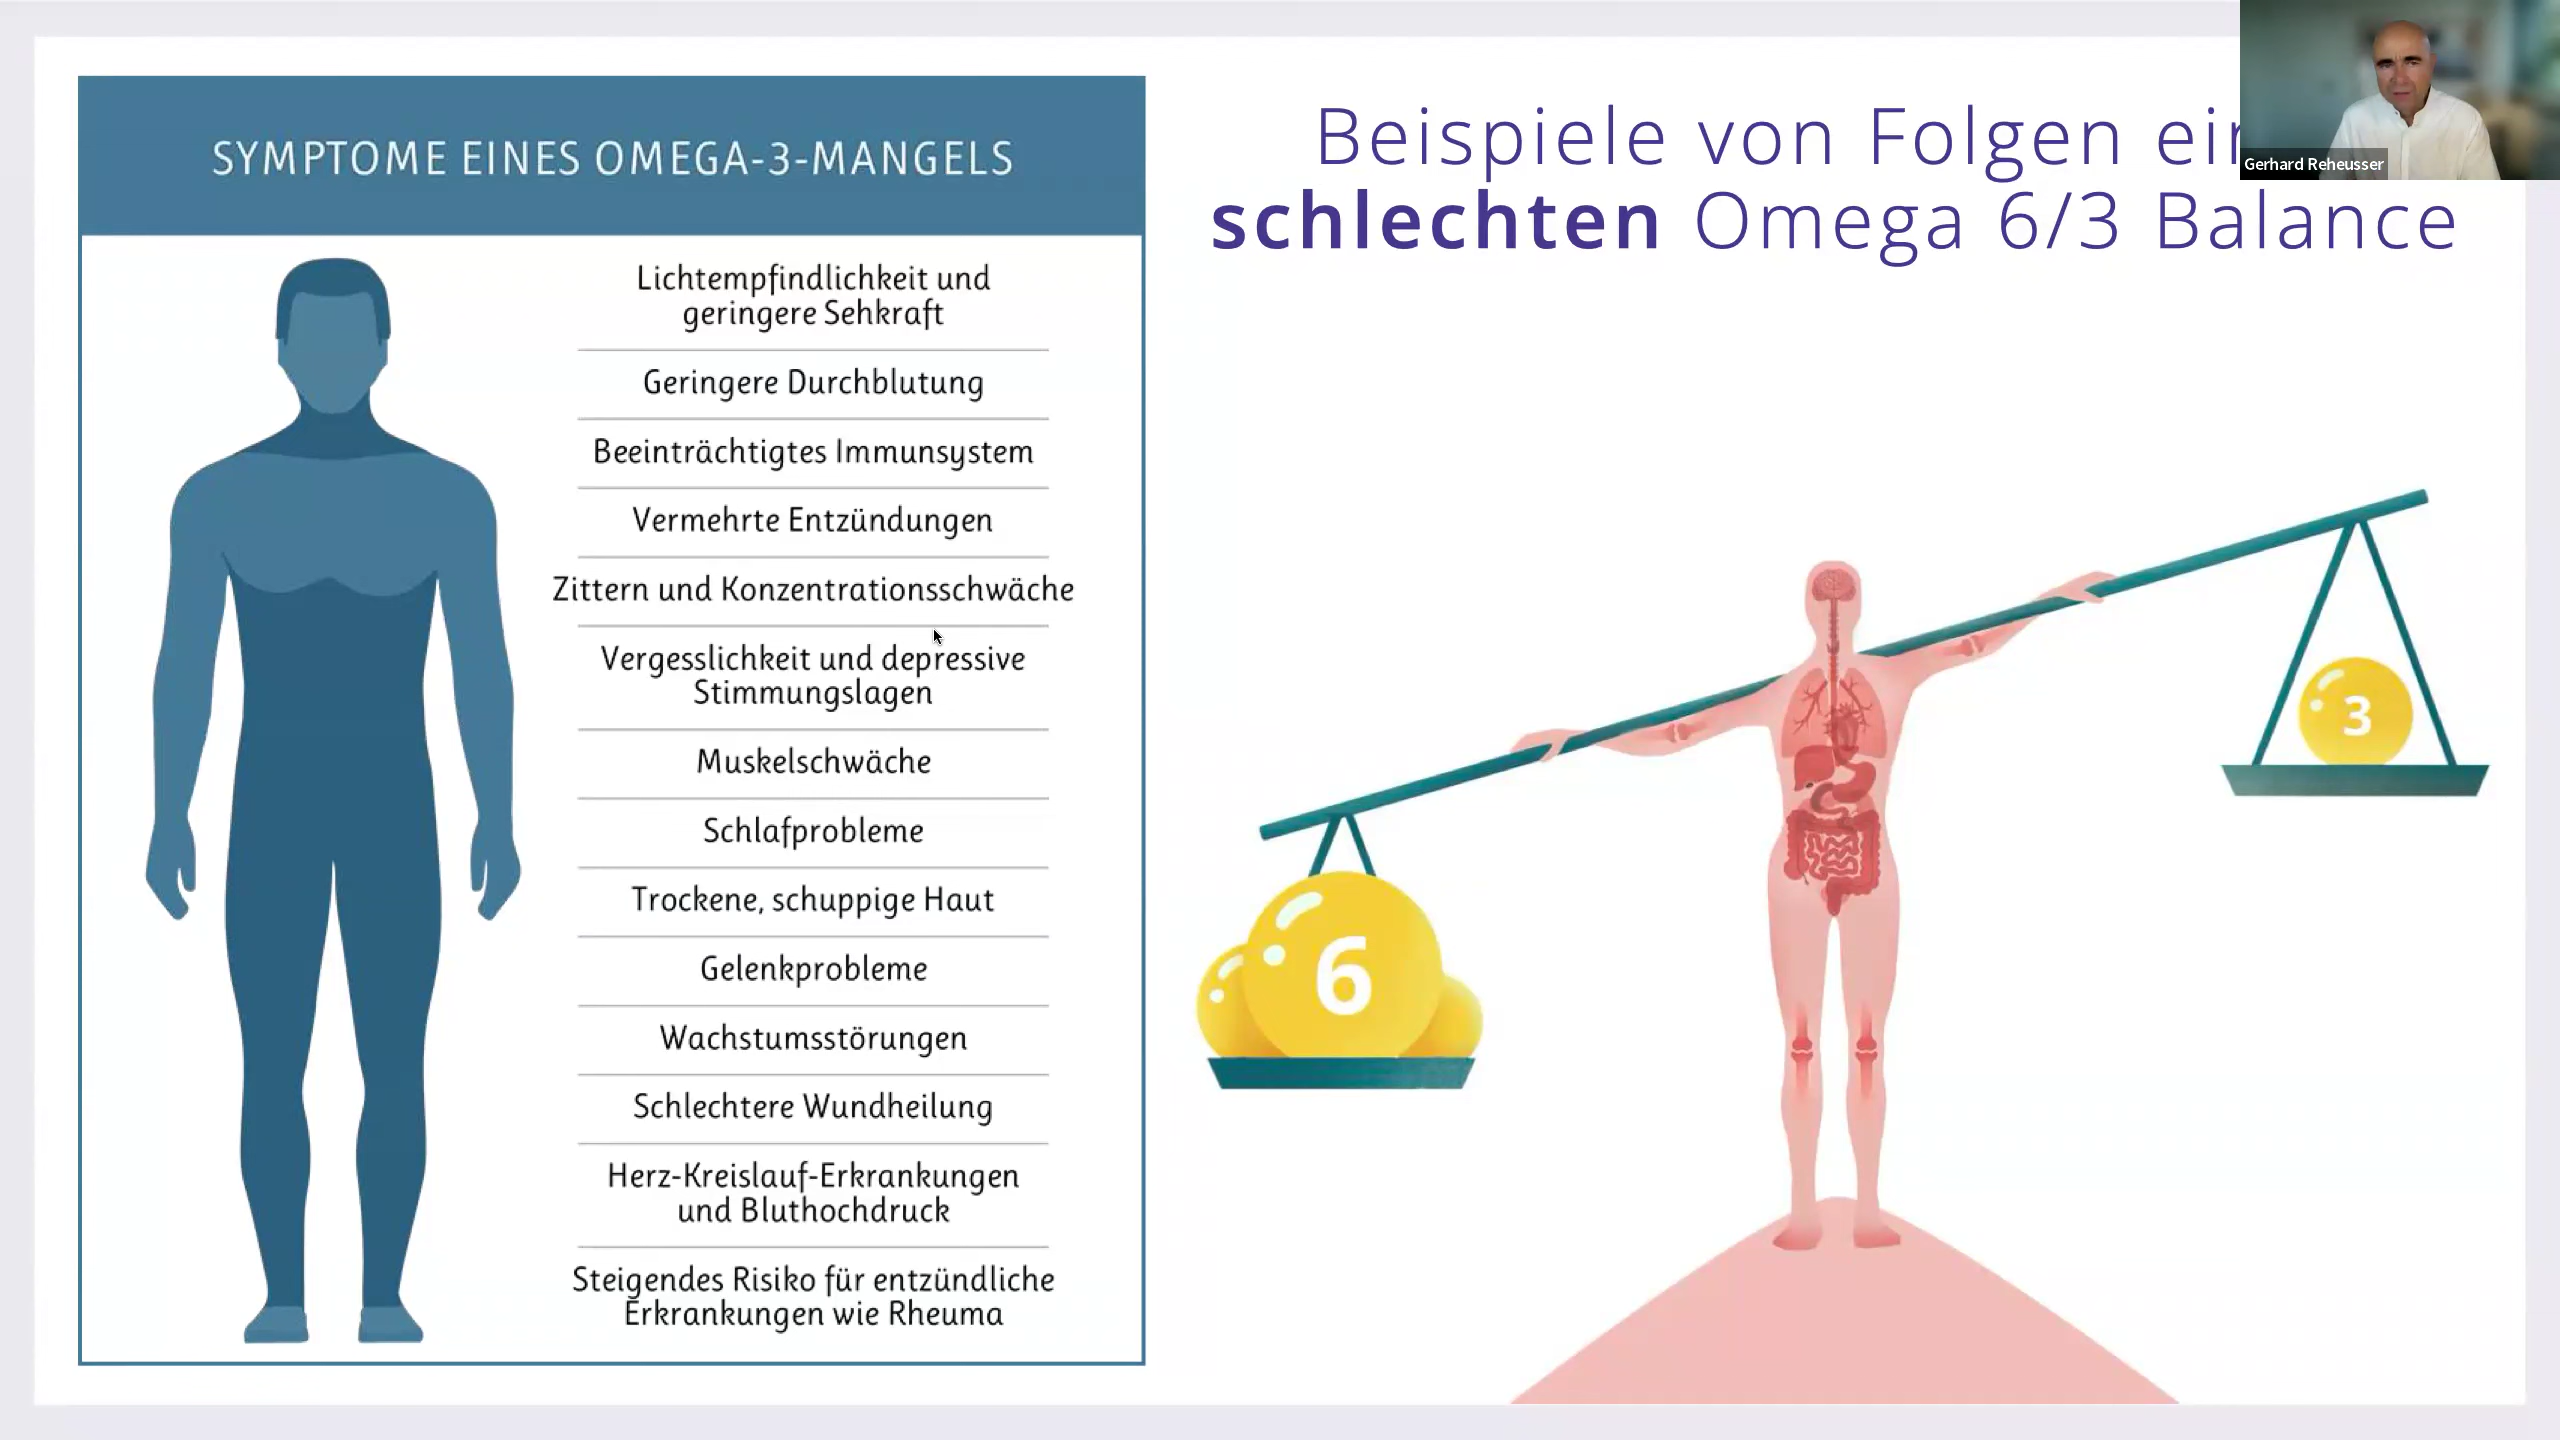 SYMPTOME EINES OMEGA-3-MANGELS
Lichtempfindlichkeit und
geringere Sehkraft
Geringere Durchblutung
Beeinträchtigtes Immunsystem
Vermehrte Entzündungen
Zittern und Konzentrationsschwäche
Vergesslichkeit und depressive
Stimmungslagen
Muskelschwäche
Schlafprobleme
Trockene, schuppige Haut
Gelenkprobleme
Wachstumsstörungen
Schlechtere Wundheilung
Herz-Kreislauf-Erkrankungen
und Bluthochdruck
Steigendes Risiko für entzündliche
Erkrankungen wie Rheuma
Beispiele von Folgen
schlechten Omega 6/3 Balance
3
6
Gerhard Reheusser